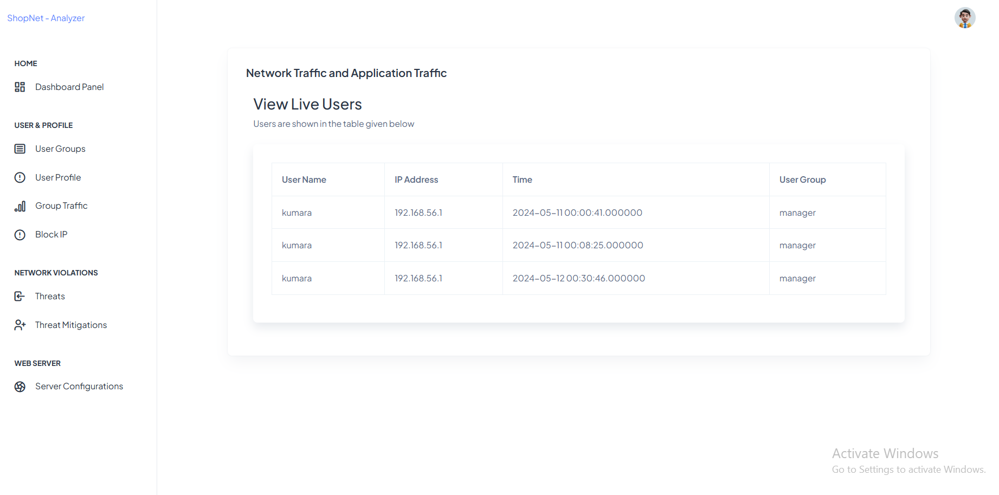 ShopNet - Analyzer
HOME
Dashboard Panel
USER & PROFILE
User Groups
User Profile
Group Traffic
Block IP
NETWORK VIOLATIONS
Threats
Threat Mitigations
WEB SERVER
Server Configurations
Network Traffic and Application Traffic
View Live Users
Users are shown in the table given below
User Name IP Address Time User Group
kumara 192.168.56.1 2024-05-11 00:00:41.000000 manager
kumara 192.168.56.1 2024-05-11 00:08:25.000000 manager
kumara 192.168.56.1 2024-05-12 00:30:46.000000 manager
Activate Windows
Go to Settings to activate Windows.